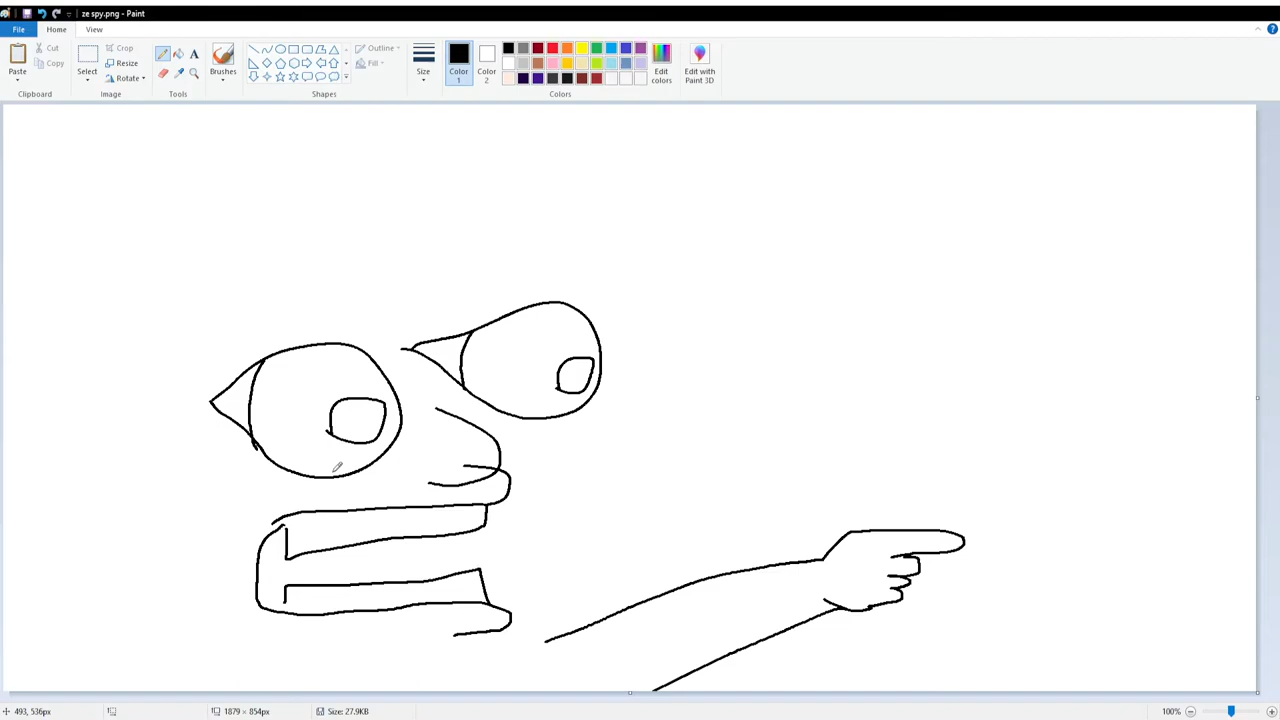 ze spy.png - Paint
File Home View
Paste
Clipboard
Cut
Copy
Select
Crop
Resize
Rotate
Image
A
Tools
Brushes
Outline
Fill
Shapes
Size
Color
1
Color
2
Edit
colors
Colors
Edit with
Paint 3D
493, 536px
1879 × 854px
Size: 27.9KB
100%